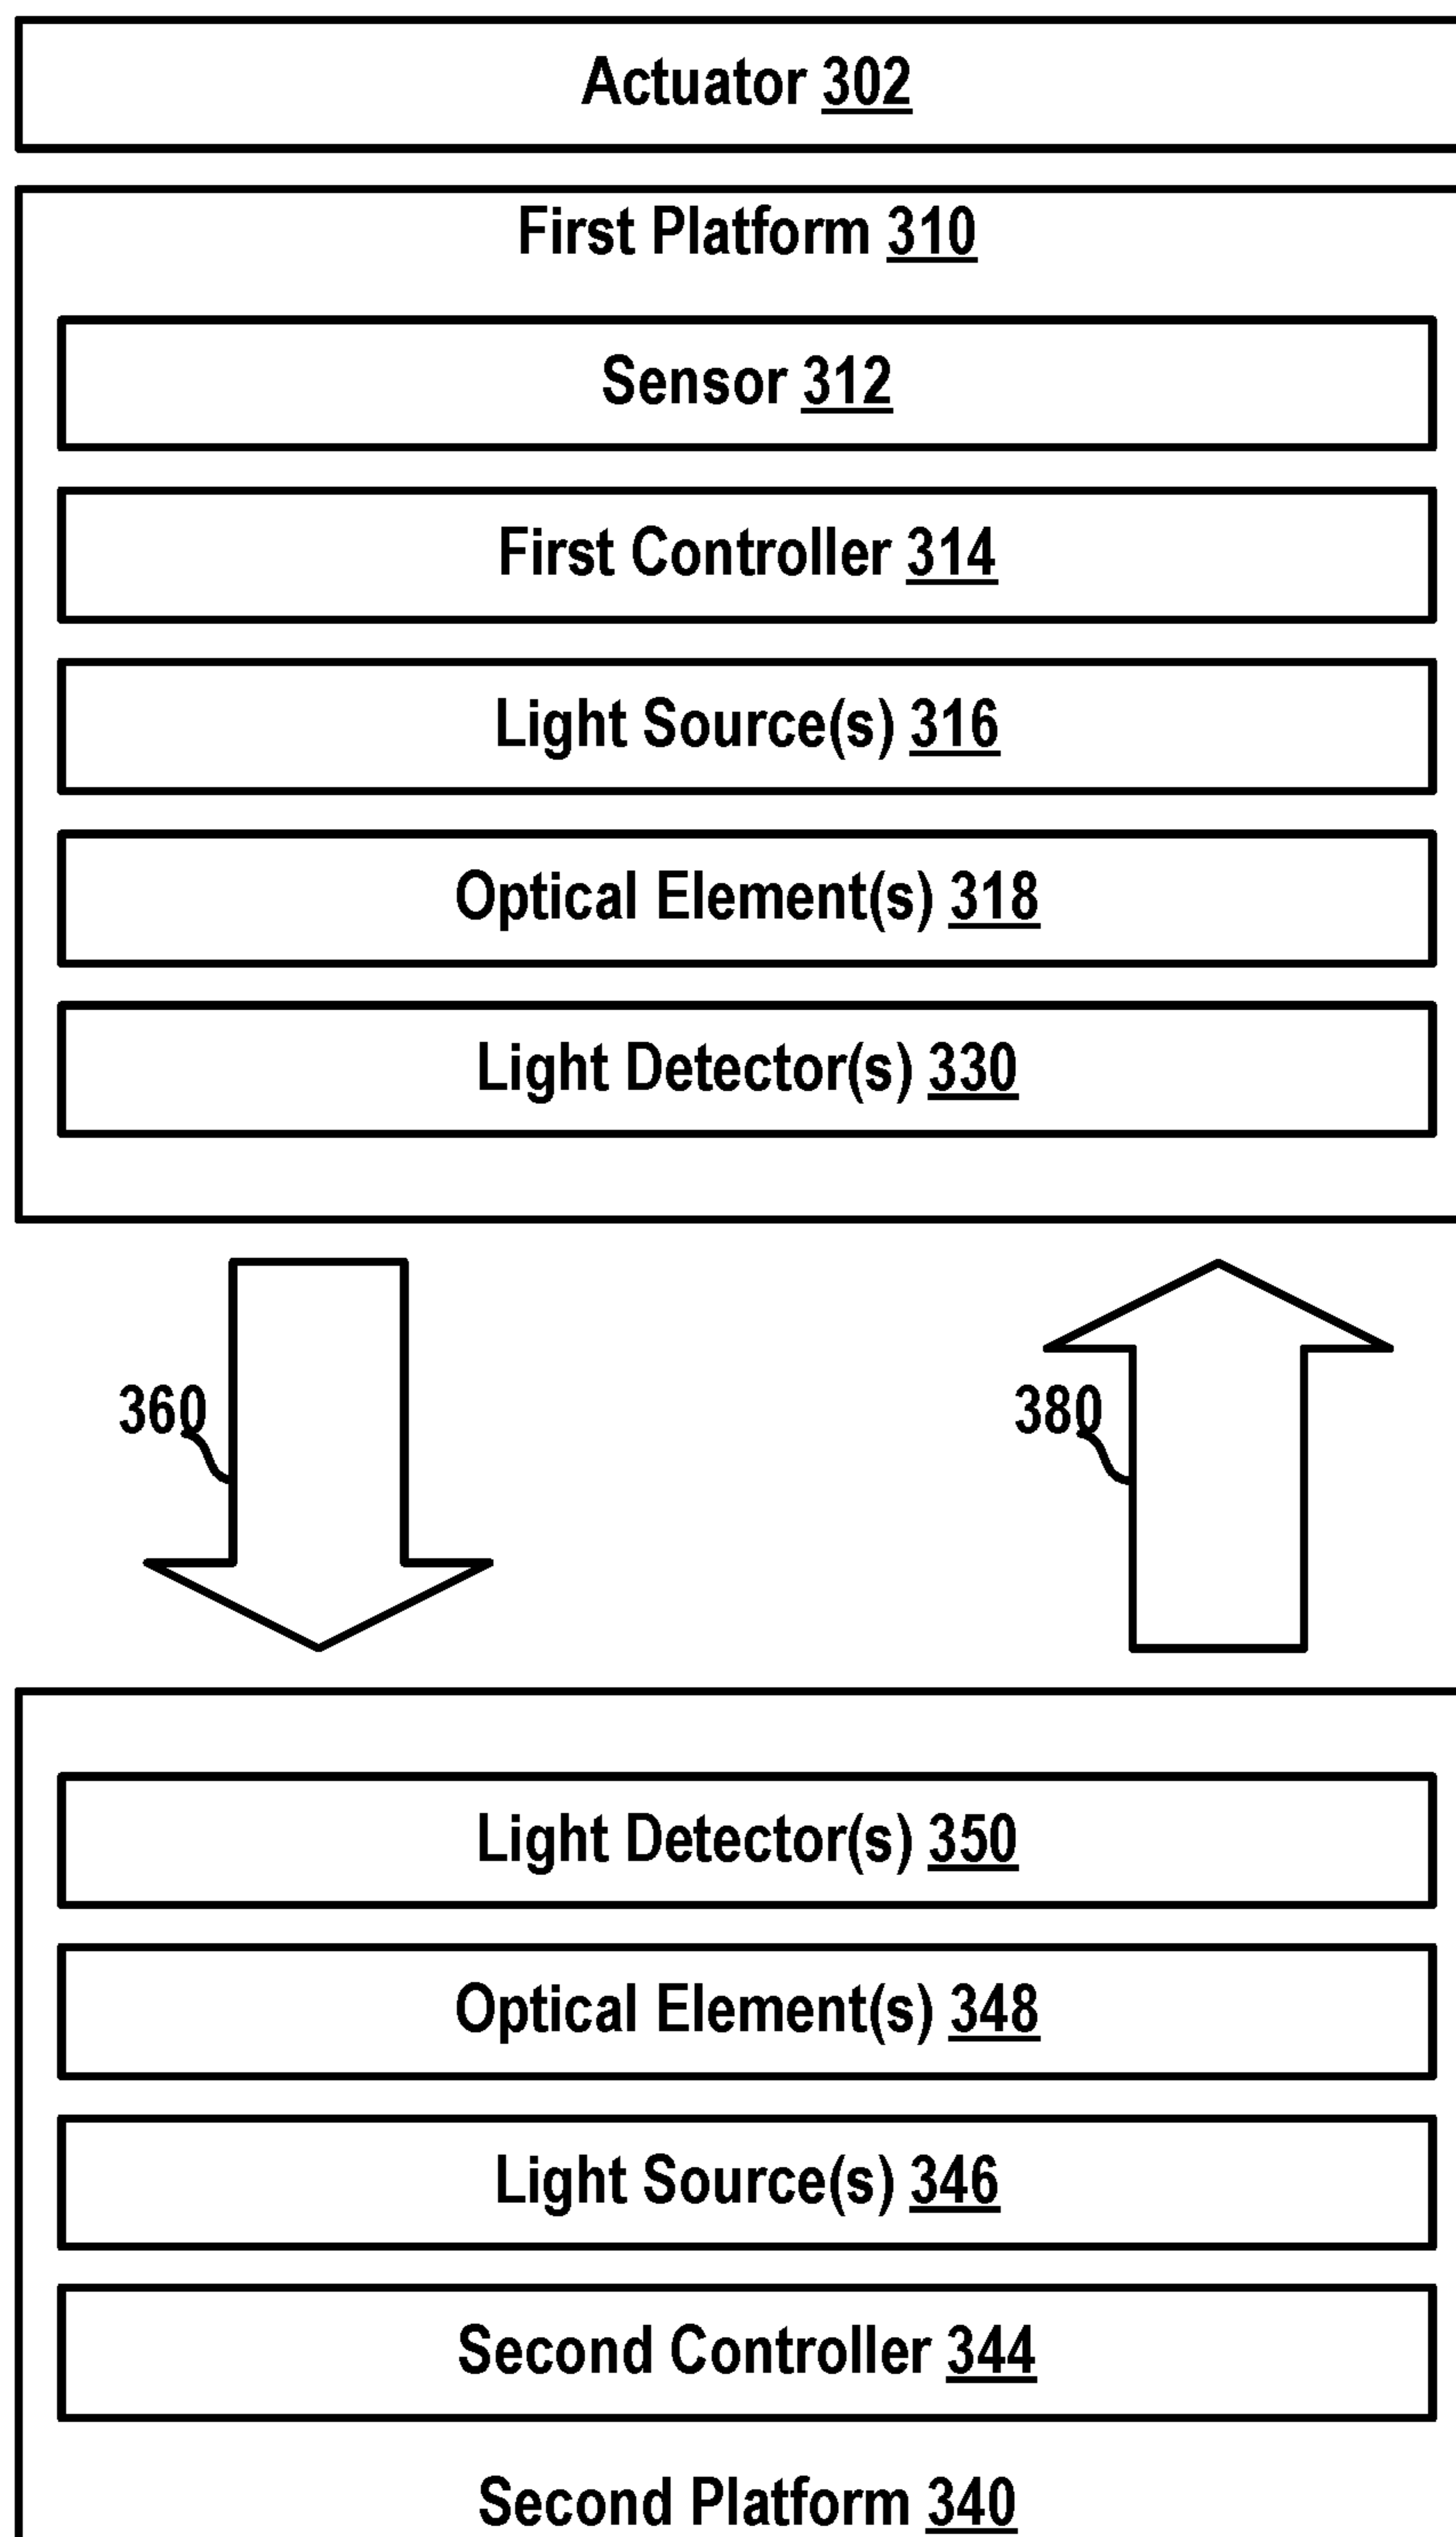 Actuator 302
First Platform 310
Sensor 312
First Controller 314
Light Source(s) 316
Optical Element(s) 318
Light Detector(s) 330
360
380
Light Detector(s) 350
Optical Element(s) 348
Light Source(s) 346
Second Controller 344
Second Platform 340